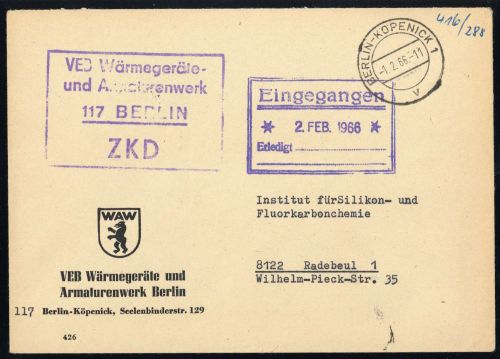 416/288
VEB Wärmegeräte-
und Armaturenwerk
117 BERLIN
ZKD
BERLIN-KÖPENICK 1
-1.2.66.-11
v
Eingegangen
* 2. FEB. 1966 *
Erledigt
Institut fürSilikon- und
Fluorkarbonchemie
8122 Radebeul 1
Wilhelm-Pieck-Str. 35
WAW
VEB Wärmegeräte und
Armaturenwerk Berlin
117 Berlin-Köpenick, Seelenbinderstr. 129
426